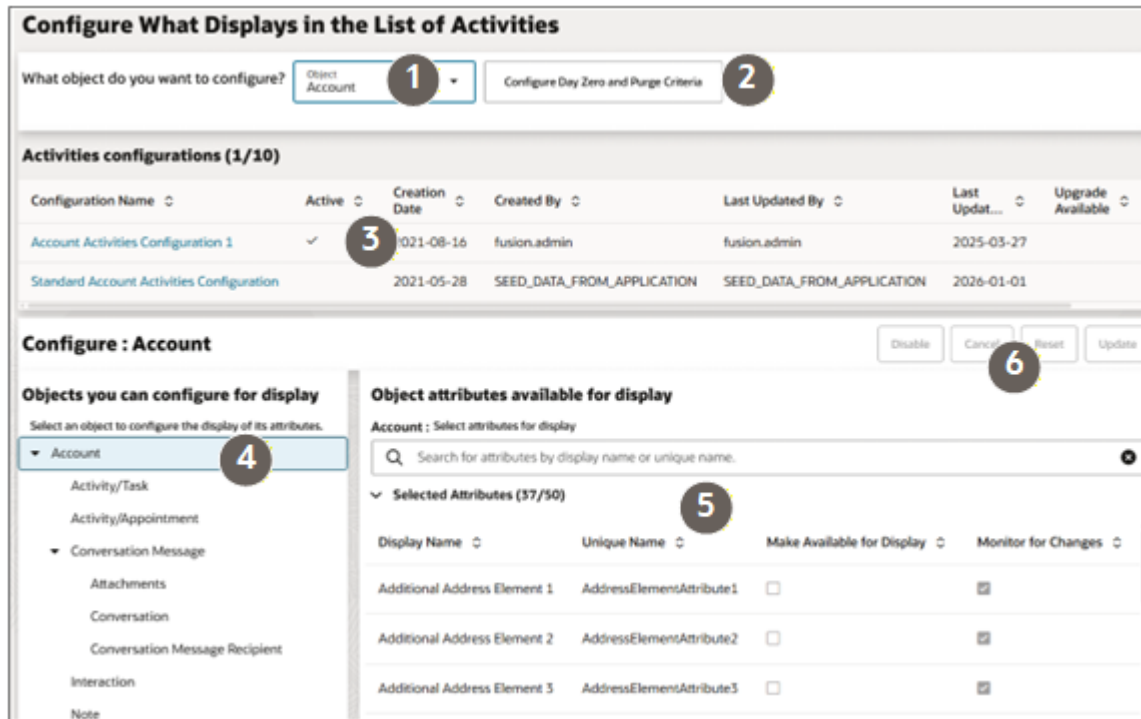 Configure What Displays in the List of Activities
What object do you want to configure? Object Account 1 Configure Day Zero and Purge Criteria 2
Activities configurations (1/10)
Configuration Name Active Creation Date Created By Last Updated By Last Updat... Upgrade Available
Account Activities Configuration 1 3 2021-08-16 fusion.admin fusion.admin 2025-03-27
Standard Account Activities Configuration 2021-05-28 SEED_DATA_FROM_APPLICATION SEED_DATA_FROM_APPLICATION 2026-01-01
Configure : Account Disable Cancel Reset Update
6
Objects you can configure for display
Select an object to configure the display of its attributes.
Account 4
Activity/Task
Activity/Appointment
Conversation Message
Attachments
Conversation
Conversation Message Recipient
Interaction
Note
Object attributes available for display
Account : Select attributes for display
Search for attributes by display name or unique name.
Selected Attributes (37/50) 5
Display Name Unique Name Make Available for Display Monitor for Changes
Additional Address Element 1 AddressElementAttribute1
Additional Address Element 2 AddressElementAttribute2
Additional Address Element 3 AddressElementAttribute3